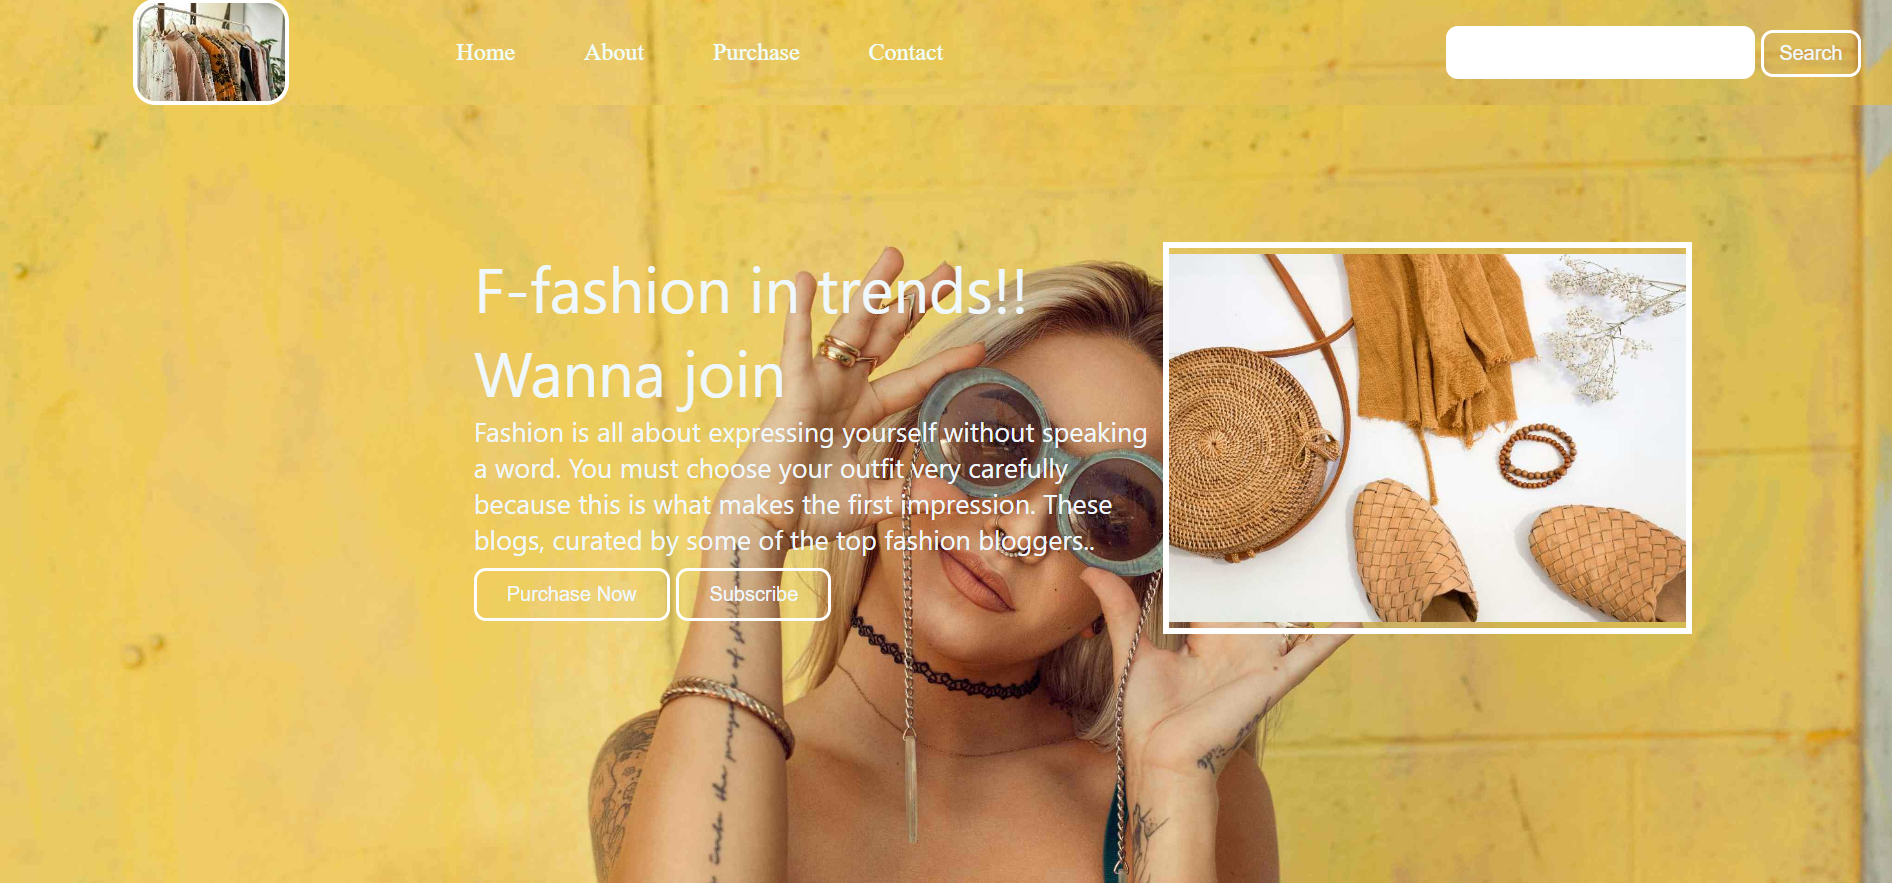 Home About Purchase Contact Search
F-fashion in trends!!
Wanna join
Fashion is all about expressing yourself without speaking
a word. You must choose your outfit very carefully
because this is what makes the first impression. These
blogs, curated by some of the top fashion bloggers..
Purchase Now Subscribe